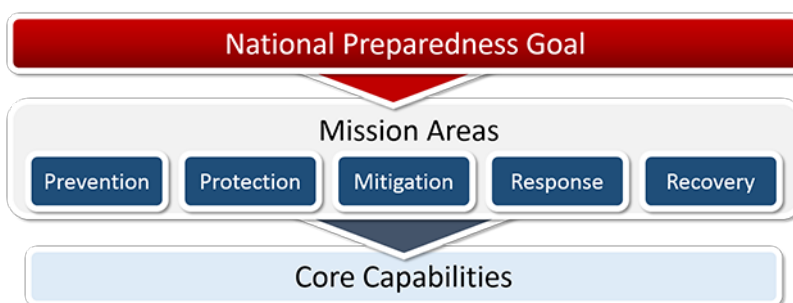 National Preparedness Goal
Mission Areas
Prevention
Protection
Mitigation
Response
Recovery
Core Capabilities